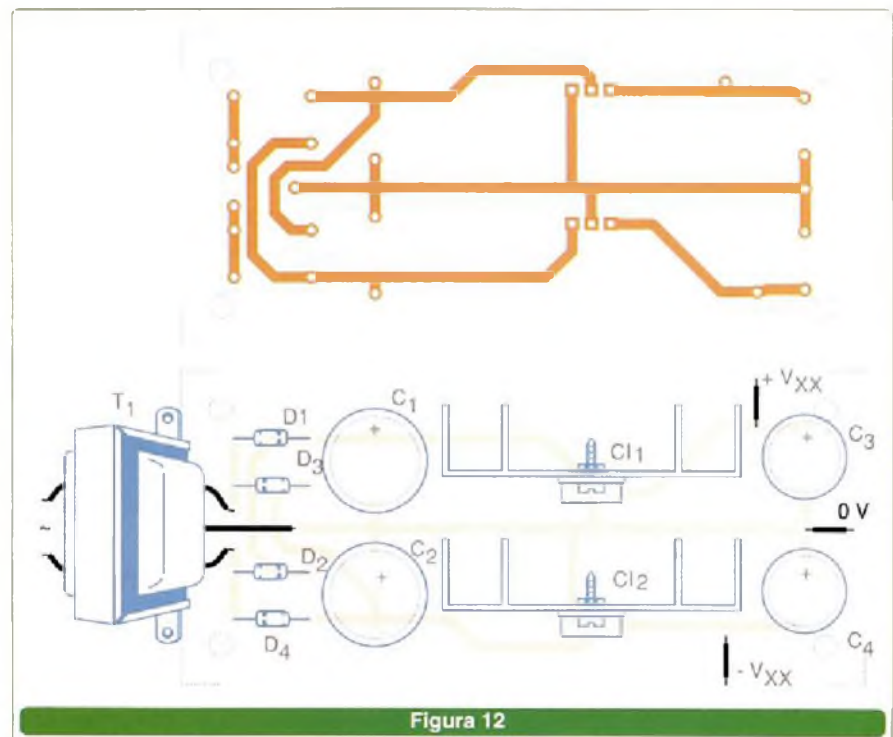 T1
D1
D3
D2
D4
C1
C2
CI1
CI2
+ VXX
C3
0 V
C4
- VXX
~
Figura 12